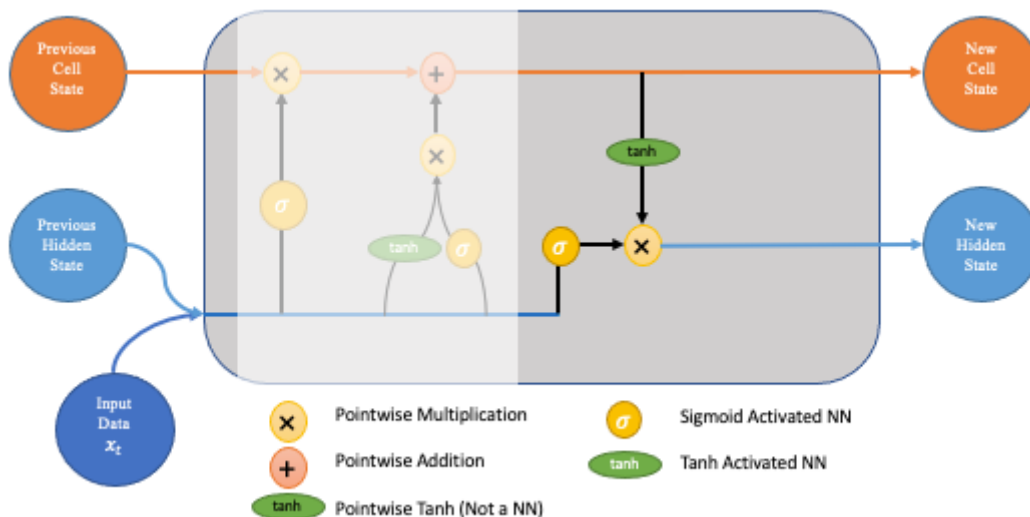 Previous
Cell
State
New
Cell
State
×
+
×
tanh
σ
Previous
Hidden
State
tanh
σ
σ
×
New
Hidden
State
Input
Data
xₜ
× Pointwise Multiplication
σ Sigmoid Activated NN
+ Pointwise Addition
tanh Tanh Activated NN
tanh Pointwise Tanh (Not a NN)